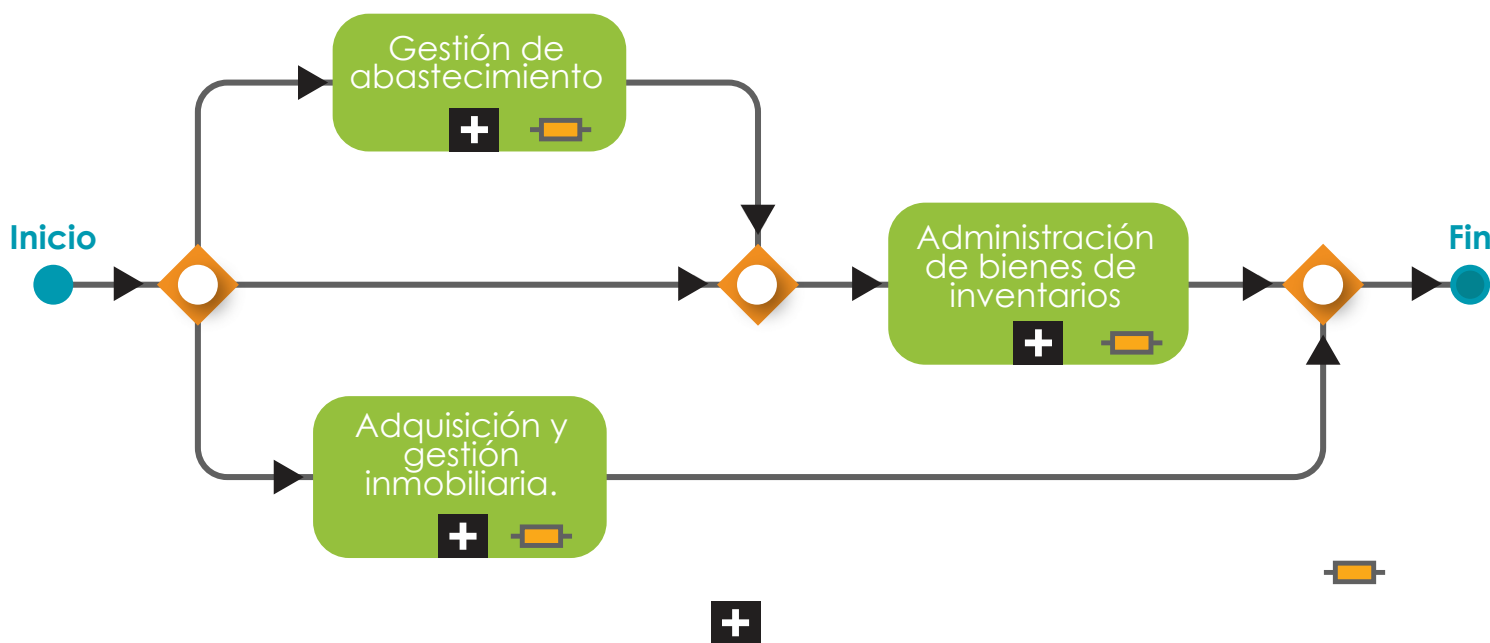 Gestión de
abastecimiento
Inicio
Administración
de bienes de
inventarios
Fin
Adquisición y
gestión
inmobiliaria.